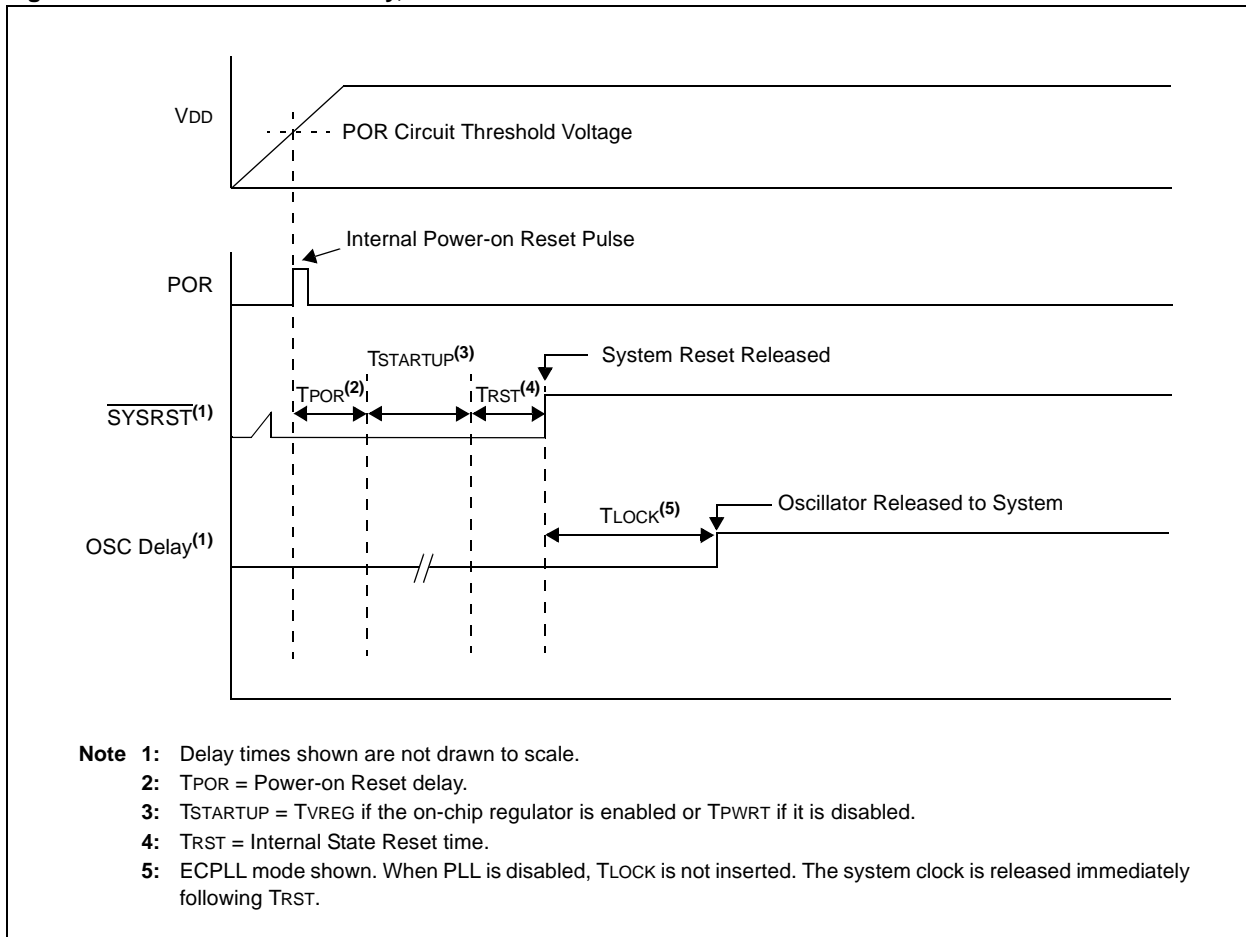 VDD
POR Circuit Threshold Voltage
Internal Power-on Reset Pulse
POR
TSTARTUP(3)
System Reset Released
TPOR(2)
TRST(4)
SYSRST(1)
TLOCK(5)
Oscillator Released to System
OSC Delay(1)
Note 1: Delay times shown are not drawn to scale.
2: TPOR = Power-on Reset delay.
3: TSTARTUP = TVREG if the on-chip regulator is enabled or TPWRT if it is disabled.
4: TRST = Internal State Reset time.
5: ECPLL mode shown. When PLL is disabled, TLOCK is not inserted. The system clock is released immediately
following TRST.